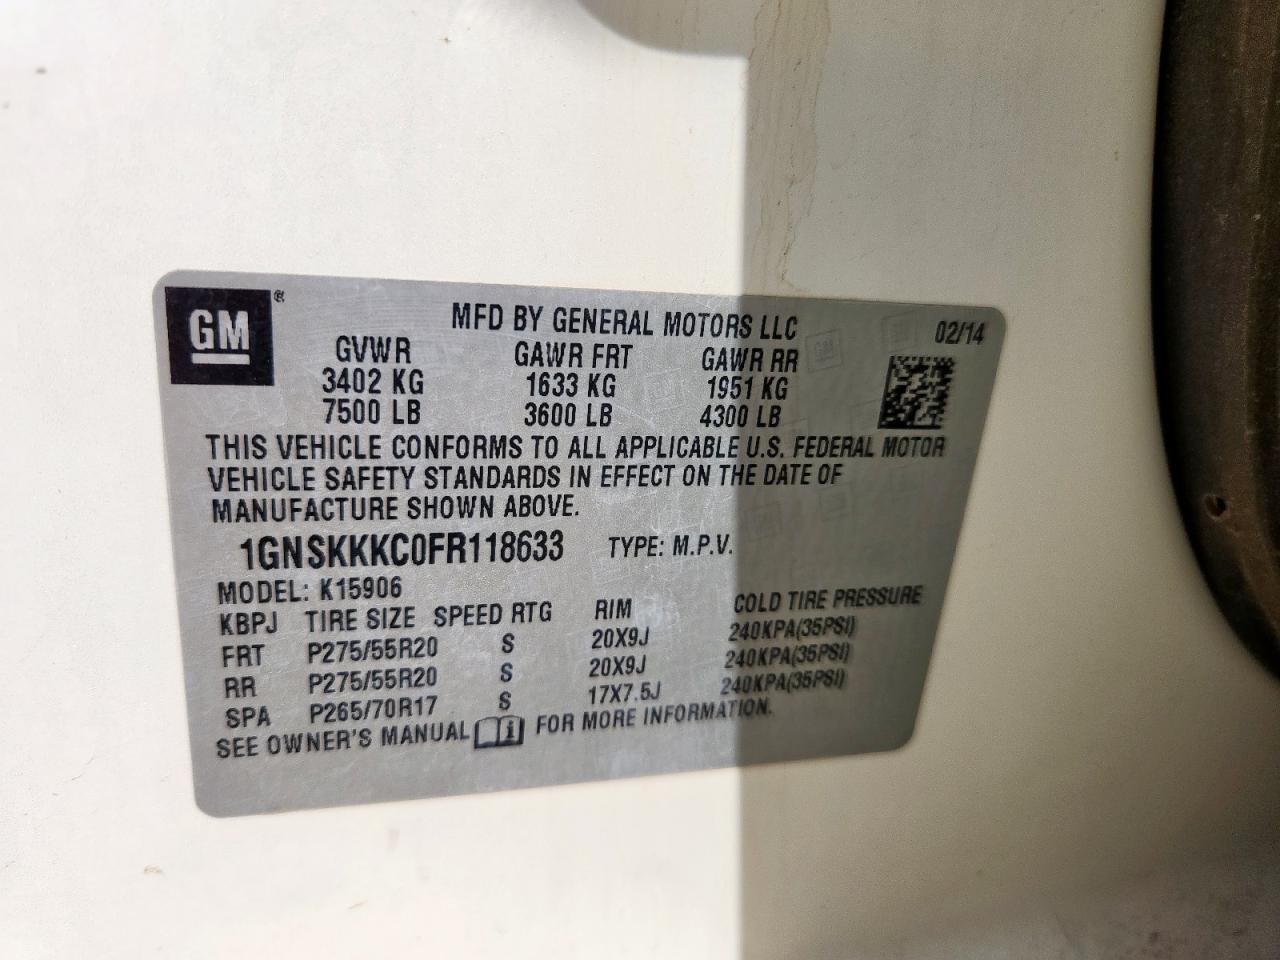 GM ®
MFD BY GENERAL MOTORS LLC 02/14
GVWR GAWR FRT GAWR RR
3402 KG 1633 KG 1951 KG
7500 LB 3600 LB 4300 LB
THIS VEHICLE CONFORMS TO ALL APPLICABLE U.S. FEDERAL MOTOR
VEHICLE SAFETY STANDARDS IN EFFECT ON THE DATE OF
MANUFACTURE SHOWN ABOVE.
1GNSKKKC0FR118633 TYPE: M.P.V.
MODEL: K15906
KBPJ TIRE SIZE SPEED RTG RIM COLD TIRE PRESSURE
FRT P275/55R20 S 20X9J 240KPA(35PSI)
RR P275/55R20 S 20X9J 240KPA(35PSI)
SPA P265/70R17 S 17X7.5J 240KPA(35PSI)
SEE OWNER'S MANUAL FOR MORE INFORMATION.